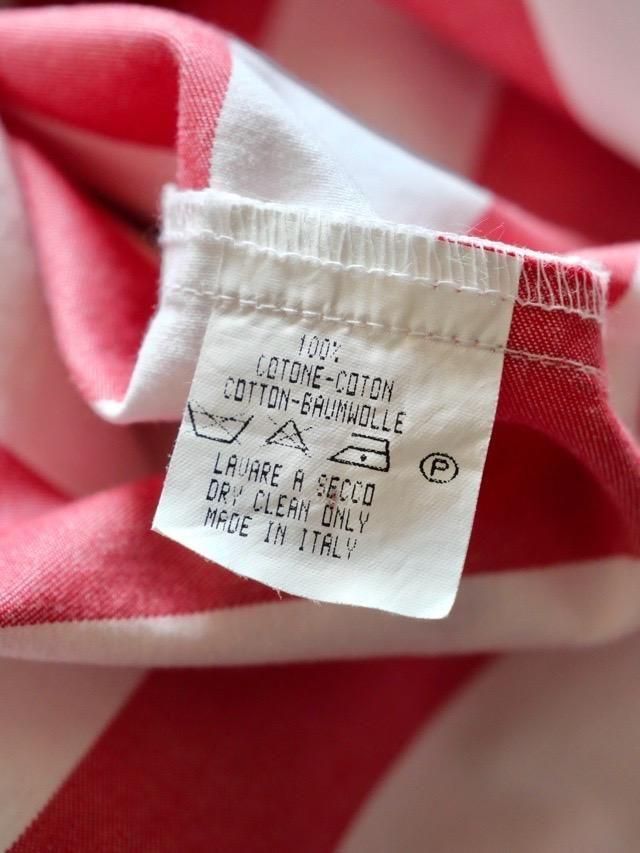 100%
COTONE-COTON
COTTON-BAUMWOLLE
P
LAVARE A SECCO
DRY CLEAN ONLY
MADE IN ITALY